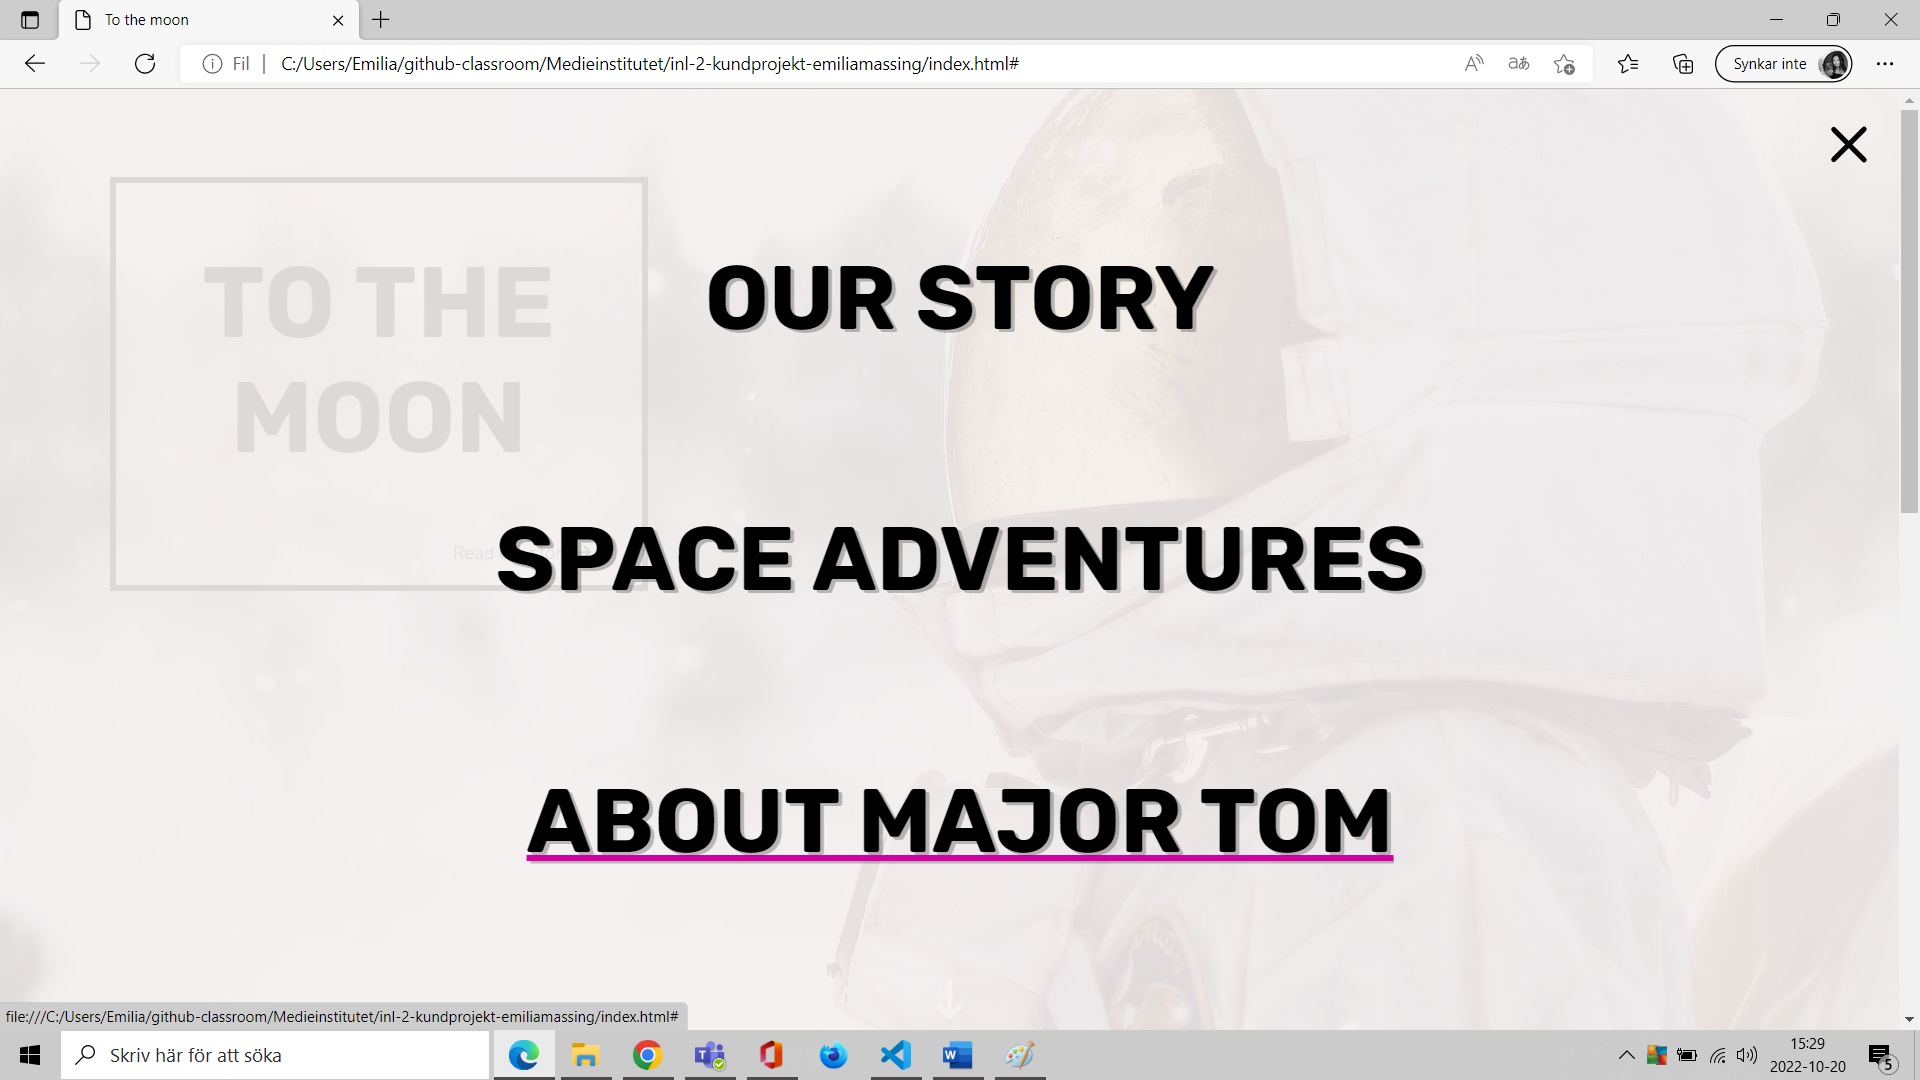 To the moon
Fil
C:/Users/Emilia/github-classroom/Medieinstitutet/inl-2-kundprojekt-emiliamassing/index.html#
Synkar inte
TO THE
MOON
OUR STORY
Read
SPACE ADVENTURES
ABOUT MAJOR TOM
file:///C:/Users/Emilia/github-classroom/Medieinstitutet/inl-2-kundprojekt-emiliamassing/index.html#
Skriv här för att söka
15:29
2022-10-20
5